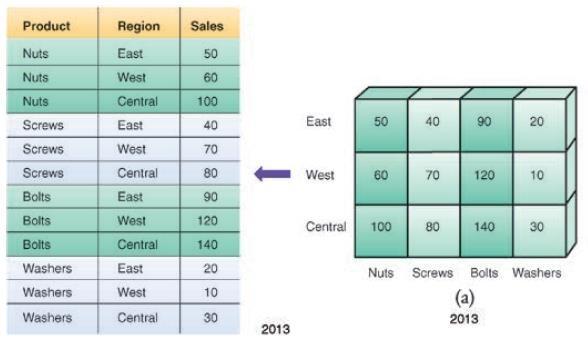 Product Region Sales
Nuts East 50
Nuts West 60
Nuts Central 100
Screws East 40
Screws West 70
Screws Central 80
Bolts East 90
Bolts West 120
Bolts Central 140
Washers East 20
Washers West 10
Washers Central 30
2013
East 50 40 90 20
West 60 70 120 10
Central 100 80 140 30
Nuts Screws Bolts Washers
(a)
2013